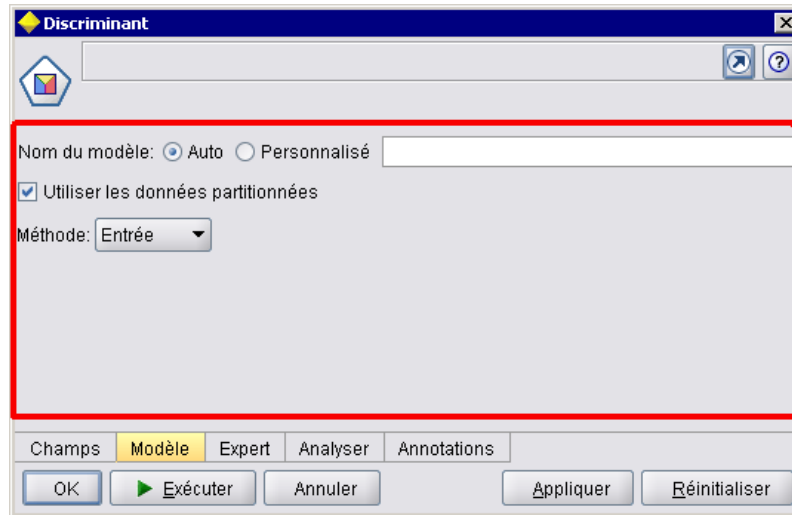 Discriminant
Nom du modèle: Auto Personnalisé
Utiliser les données partitionnées
Méthode: Entrée
Champs Modèle Expert Analyser Annotations
OK Exécuter Annuler Appliquer Réinitialiser